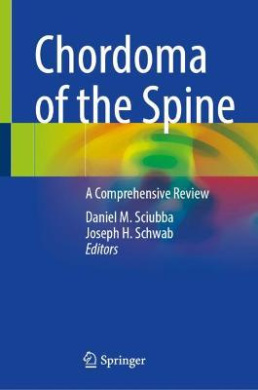 Chordoma
of the Spine
A Comprehensive Review
Daniel M. Sciubba
Joseph H. Schwab
Editors
Springer